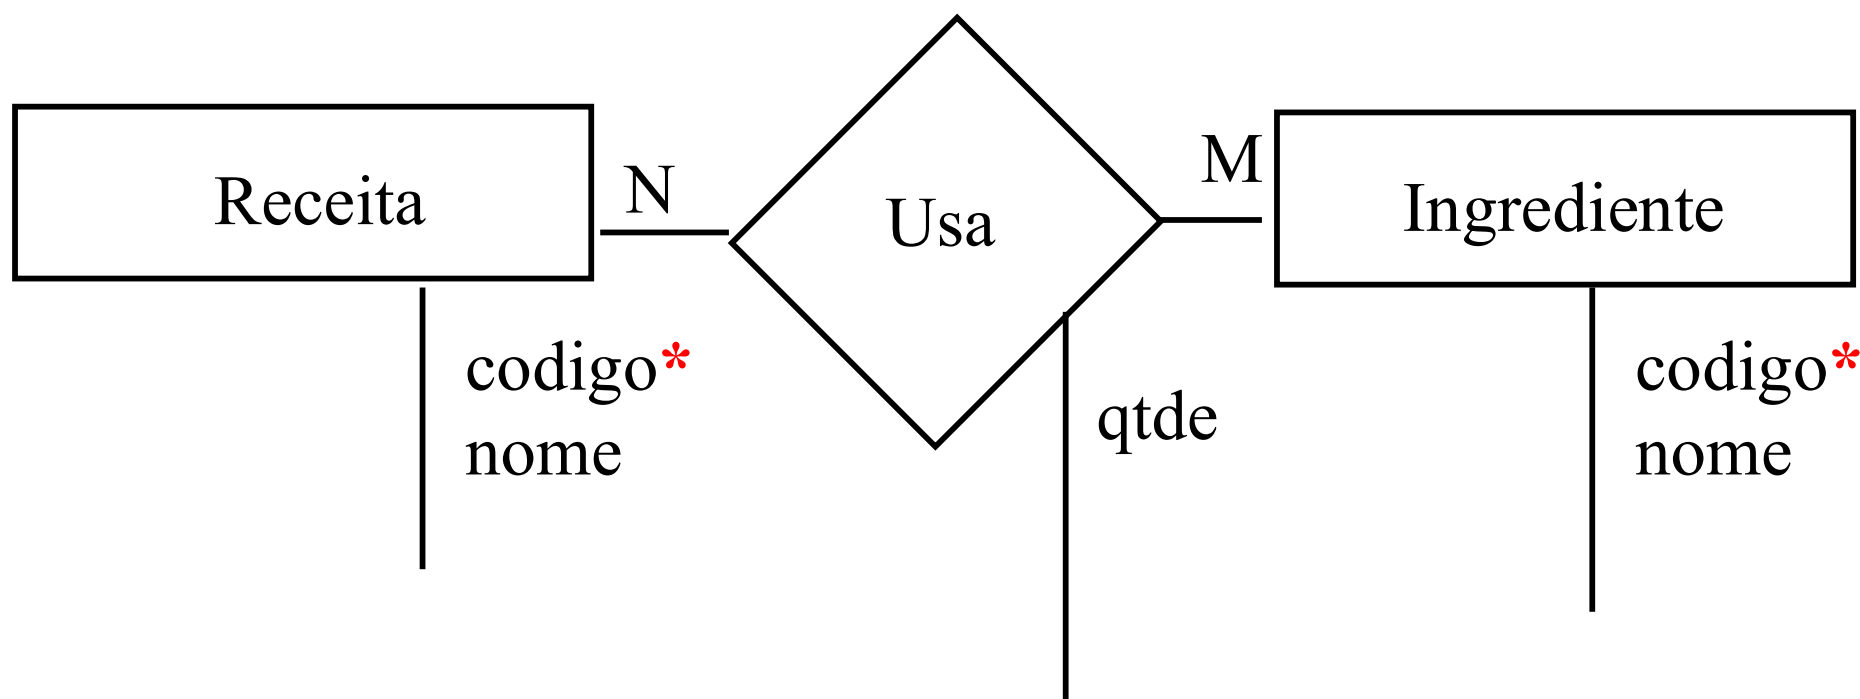 Receita
N
Usa
M
Ingrediente
codigo*
nome
qtde
codigo*
nome